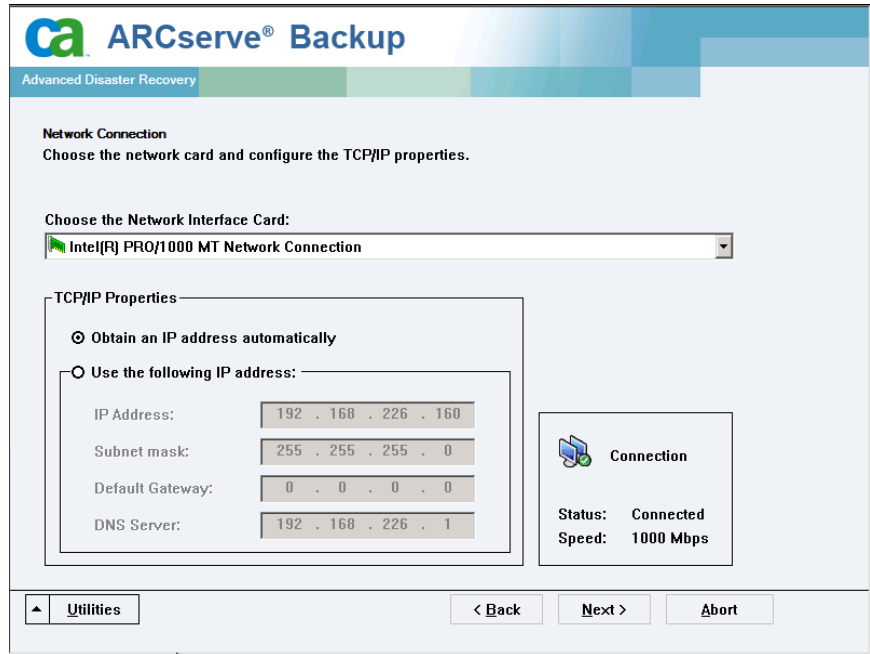 ca ARCserve® Backup
Advanced Disaster Recovery
Network Connection
Choose the network card and configure the TCP/IP properties.
Choose the Network Interface Card:
Intel(R) PRO/1000 MT Network Connection
TCP/IP Properties
Obtain an IP address automatically
Use the following IP address:
IP Address: 192 . 168 . 226 . 160
Subnet mask: 255 . 255 . 255 . 0
Default Gateway: 0 . 0 . 0 . 0
DNS Server: 192 . 168 . 226 . 1
Connection
Status: Connected
Speed: 1000 Mbps
Utilities
< Back
Next >
Abort